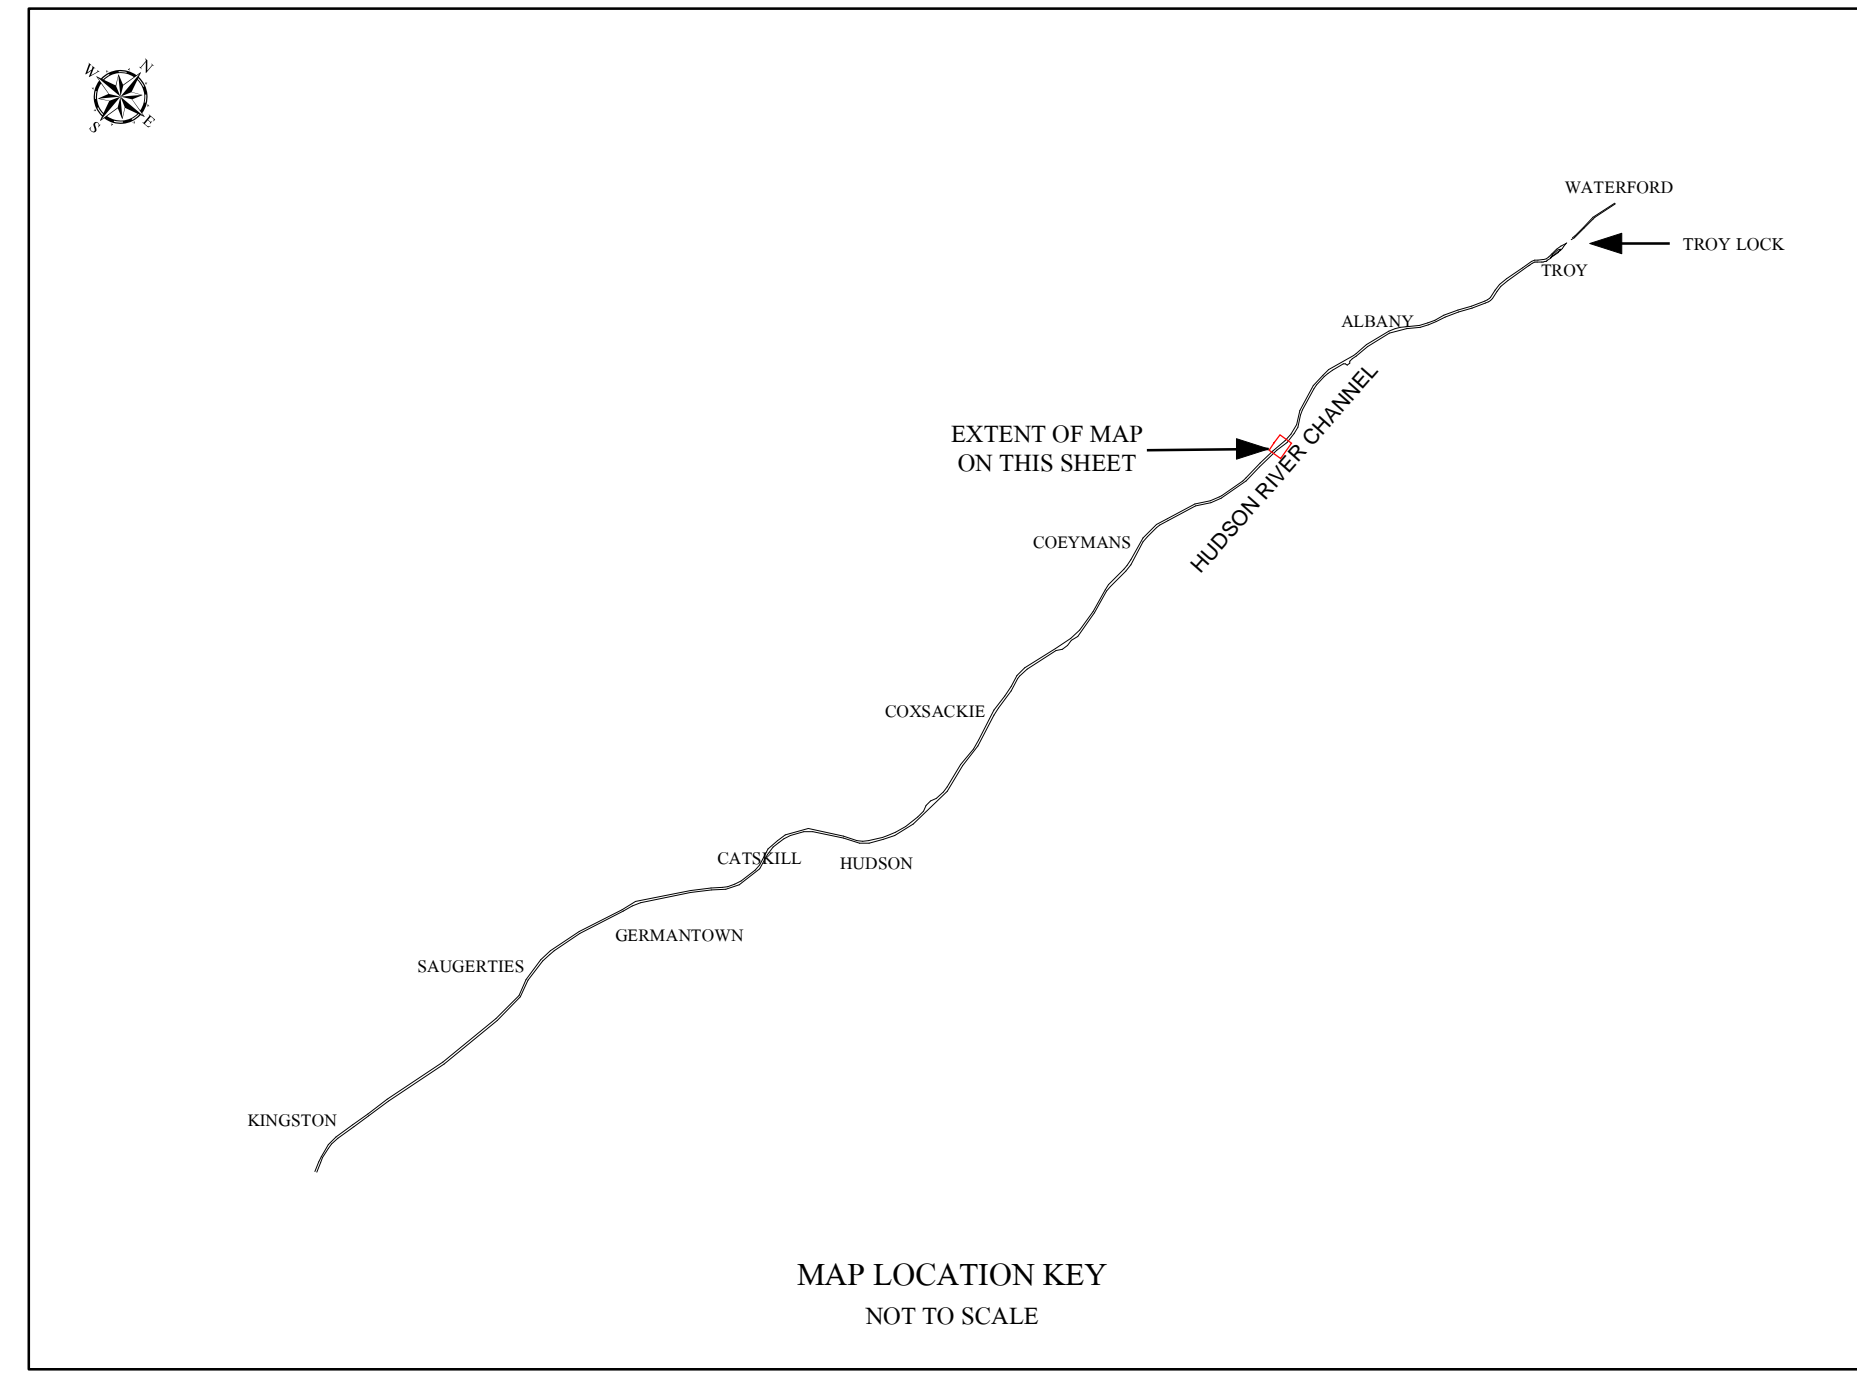 W
N
S
E
WATERFORD
TROY LOCK
TROY
ALBANY
HUDSON RIVER CHANNEL
EXTENT OF MAP
ON THIS SHEET
COEYMANS
COXSACKIE
CATSKILL
HUDSON
GERMANTOWN
SAUGERTIES
KINGSTON
MAP LOCATION KEY
NOT TO SCALE